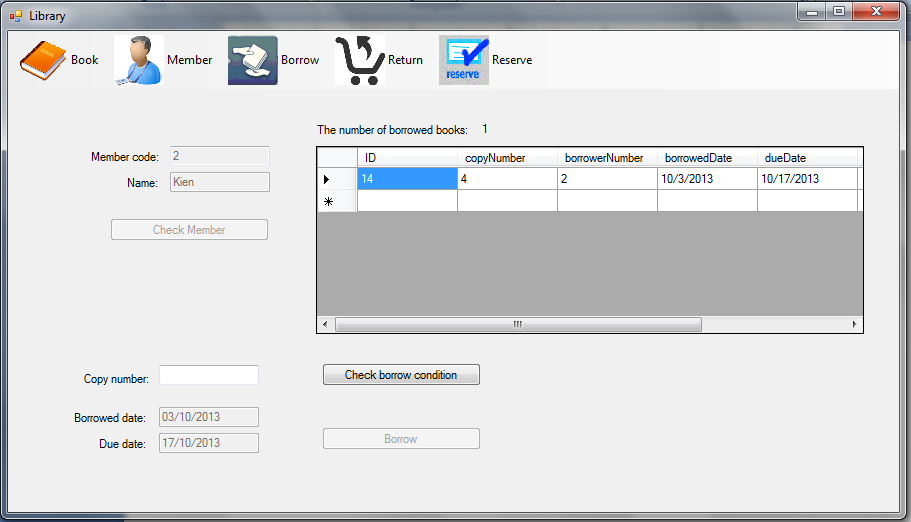 Library
Book Member Borrow Return reserve Reserve
The number of borrowed books: 1
Member code: 2
Name: Kien
Check Member
ID copyNumber borrowerNumber borrowedDate dueDate
14 4 2 10/3/2013 10/17/2013
Copy number:
Check borrow condition
Borrowed date: 03/10/2013
Due date: 17/10/2013
Borrow